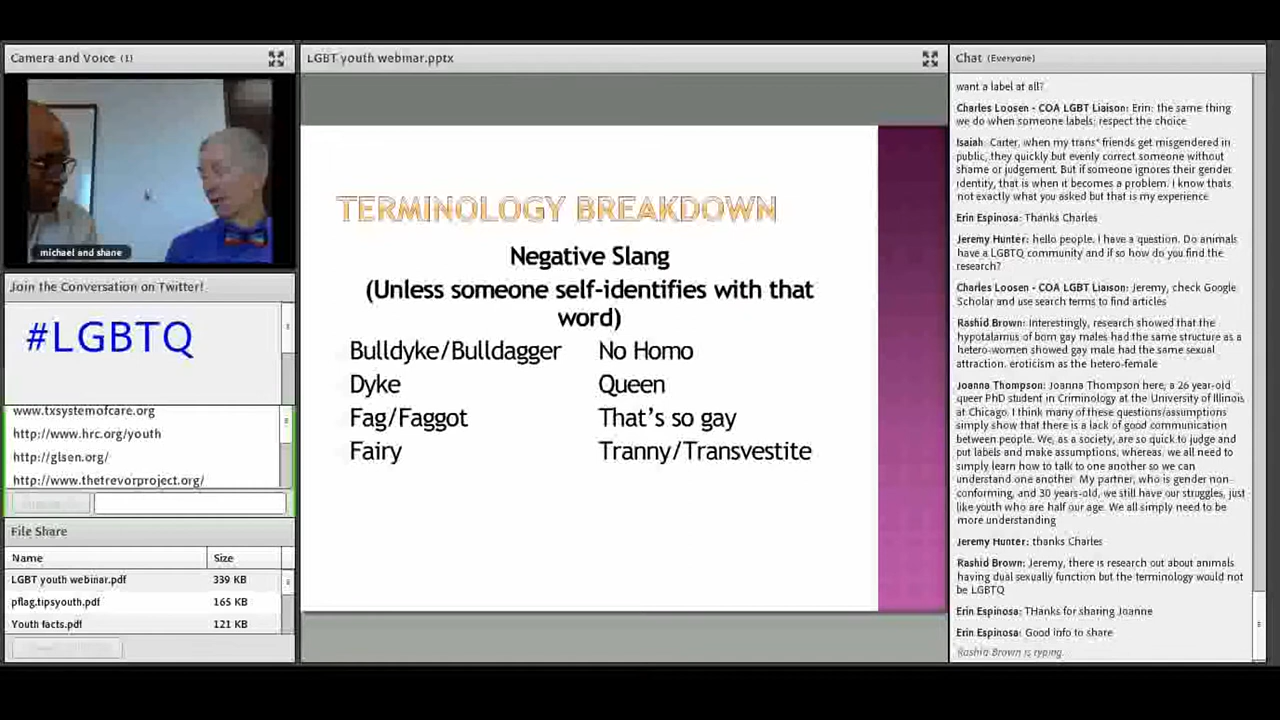 Camera and Voice (1)
michael and shane
Join the Conversation on Twitter!
#LGBTQ
www.txsystemofcare.org
http://www.hrc.org/youth
http://glsen.org/
http://www.thetrevorproject.org/
File Share
Name Size
LGBT youth webinar.pdf 339 KB
pflag.tipsyouth.pdf 165 KB
Youth facts.pdf 121 KB
LGBT youth webinar.pptx
TERMINOLOGY BREAKDOWN
Negative Slang
(Unless someone self-identifies with that
word)
Bulldyke/Bulldagger No Homo
Dyke Queen
Fag/Faggot That's so gay
Fairy Tranny/Transvestite
Chat (Everyone)
want a label at all?
Charles Loosen - COA LGBT Liaison: Erin: the same thing
we do when someone labels: respect the choice
Isaiah: Carter, when my trans* friends get misgendered in
public, they quickly but evenly correct someone without
shame or judgement. But if someone ignores their gender
identity, that is when it becomes a problem. I know thats
not exactly what you asked but that is my experience
Erin Espinosa: Thanks Charles
Jeremy Hunter: hello people. I have a question. Do animals
have a LGBTQ community and if so how do you find the
research?
Charles Loosen - COA LGBT Liaison: Jeremy, check Google
Scholar and use search terms to find articles
Rashid Brown: Interestingly, research showed that the
hypotalamus of born gay males had the same structure as a
hetero-women showed gay male had the same sexual
attraction. eroticism as the hetero-female
Joanna Thompson: Joanna Thompson here, a 26 year-old
queer PhD student in Criminology at the University of Illinois
at Chicago. I think many of these questions/assumptions
simply show that there is a lack of good communication
between people. We, as a society, are so quick to judge and
put labels and make assumptions, whereas, we all need to
simply learn how to talk to one another so we can
understand one another. My partner, who is gender non-
conforming, and 30 years-old, we still have our struggles, just
like youth who are half our age. We all simply need to be
more understanding
Jeremy Hunter: thanks Charles
Rashid Brown: Jeremy, there is research out about animals
having dual sexually function but the terminology would not
be LGBTQ
Erin Espinosa: THanks for sharing Joanne
Erin Espinosa: Good info to share
Rashid Brown is typing.